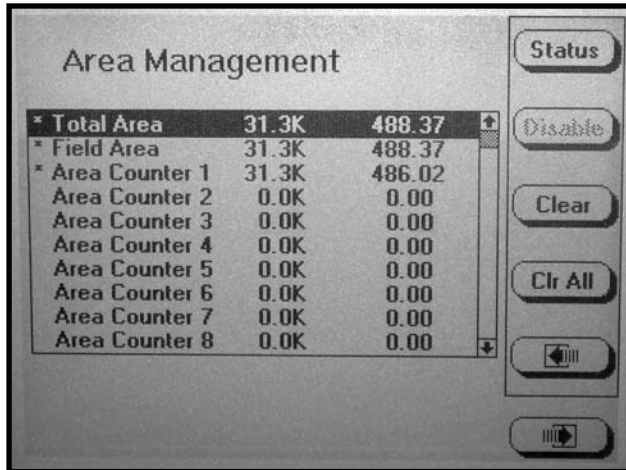 Area Management
* Total Area 31.3K 488.37
* Field Area 31.3K 488.37
* Area Counter 1 31.3K 486.02
Area Counter 2 0.0K 0.00
Area Counter 3 0.0K 0.00
Area Counter 4 0.0K 0.00
Area Counter 5 0.0K 0.00
Area Counter 6 0.0K 0.00
Area Counter 7 0.0K 0.00
Area Counter 8 0.0K 0.00
Status
Disable
Clear
Clr All